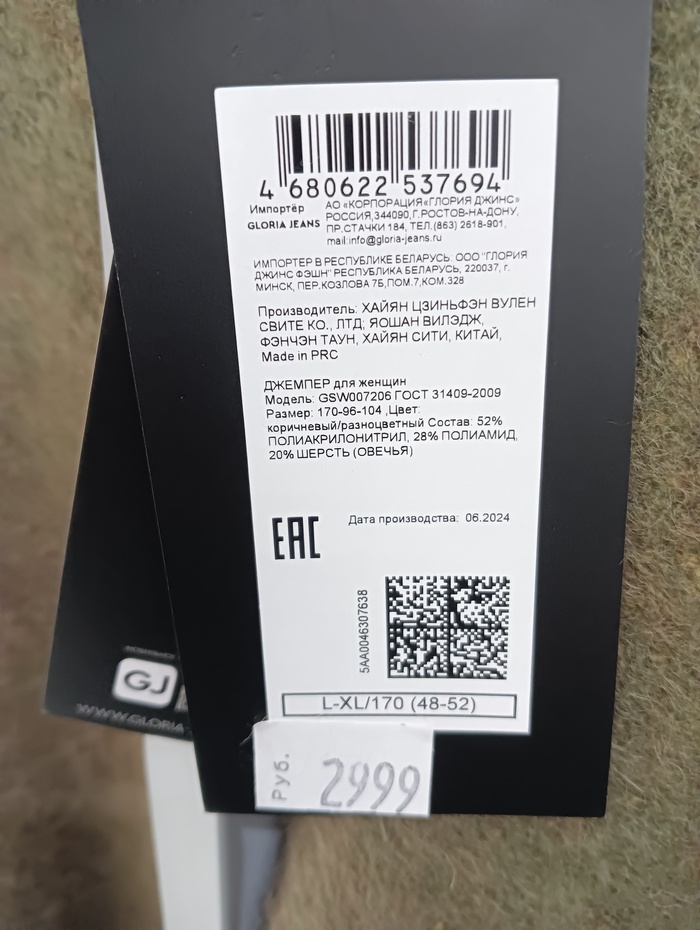 4 680622 537694
Импортёр
GLORIA JEANS
АО «КОРПОРАЦИЯ«ГЛОРИЯ ДЖИНС»
РОССИЯ,344090,Г.РОСТОВ-НА-ДОНУ,
ПР.СТАЧКИ 184, ТЕЛ.(863) 2618-901,
mail:info@gloria-jeans.ru
ИМПОРТЕР В РЕСПУБЛИКЕ БЕЛАРУСЬ. ООО "ГЛОРИЯ
ДЖИНС ФЭШН" РЕСПУБЛИКА БЕЛАРУСЬ, 220037, г.
МИНСК, ПЕР.КОЗЛОВА 7Б,ПОМ.7,КОМ.328
Производитель: ХАЙЯН ЦЗИНЬФЭН ВУЛЕН
СВИТЕ КО., ЛТД; ЯОШАН ВИЛЭДЖ,
ФЭНЧЭН ТАУН, ХАЙЯН СИТИ, КИТАЙ,
Made in PRC
ДЖЕМПЕР для женщин
Модель: GSW007206 ГОСТ 31409-2009
Размер: 170-96-104 ,Цвет:
коричневый/разноцветный Состав: 52%
ПОЛИАКРИЛОНИТРИЛ, 28% ПОЛИАМИД,
20% ШЕРСТЬ (ОВЕЧЬЯ)
EAC
Дата производства: 06.2024
5AA0046307638
L-XL/170 (48-52)
GJ
WWW.GLORIA
Руб. 2999